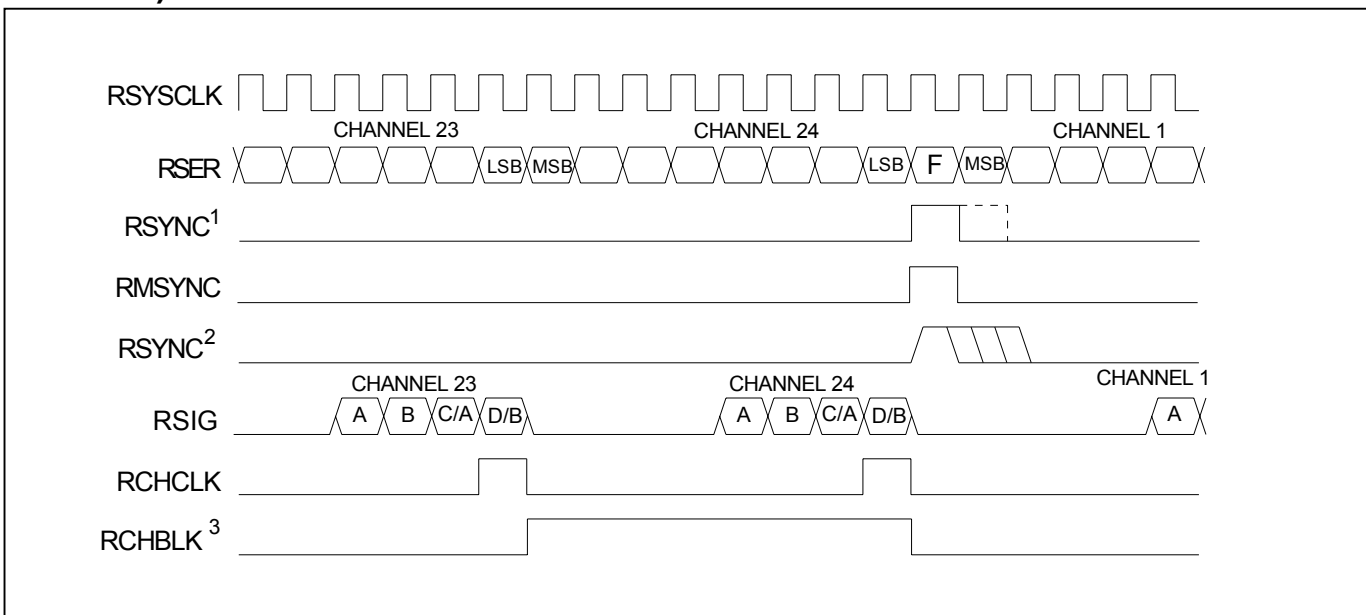 RSYSCLK
CHANNEL 23 CHANNEL 24 CHANNEL 1
RSER LSB MSB LSB F MSB
RSYNC1
RMSYNC
RSYNC2
CHANNEL 23 CHANNEL 24 CHANNEL 1
RSIG A B C/A D/B A B C/A D/B A
RCHCLK
RCHBLK 3